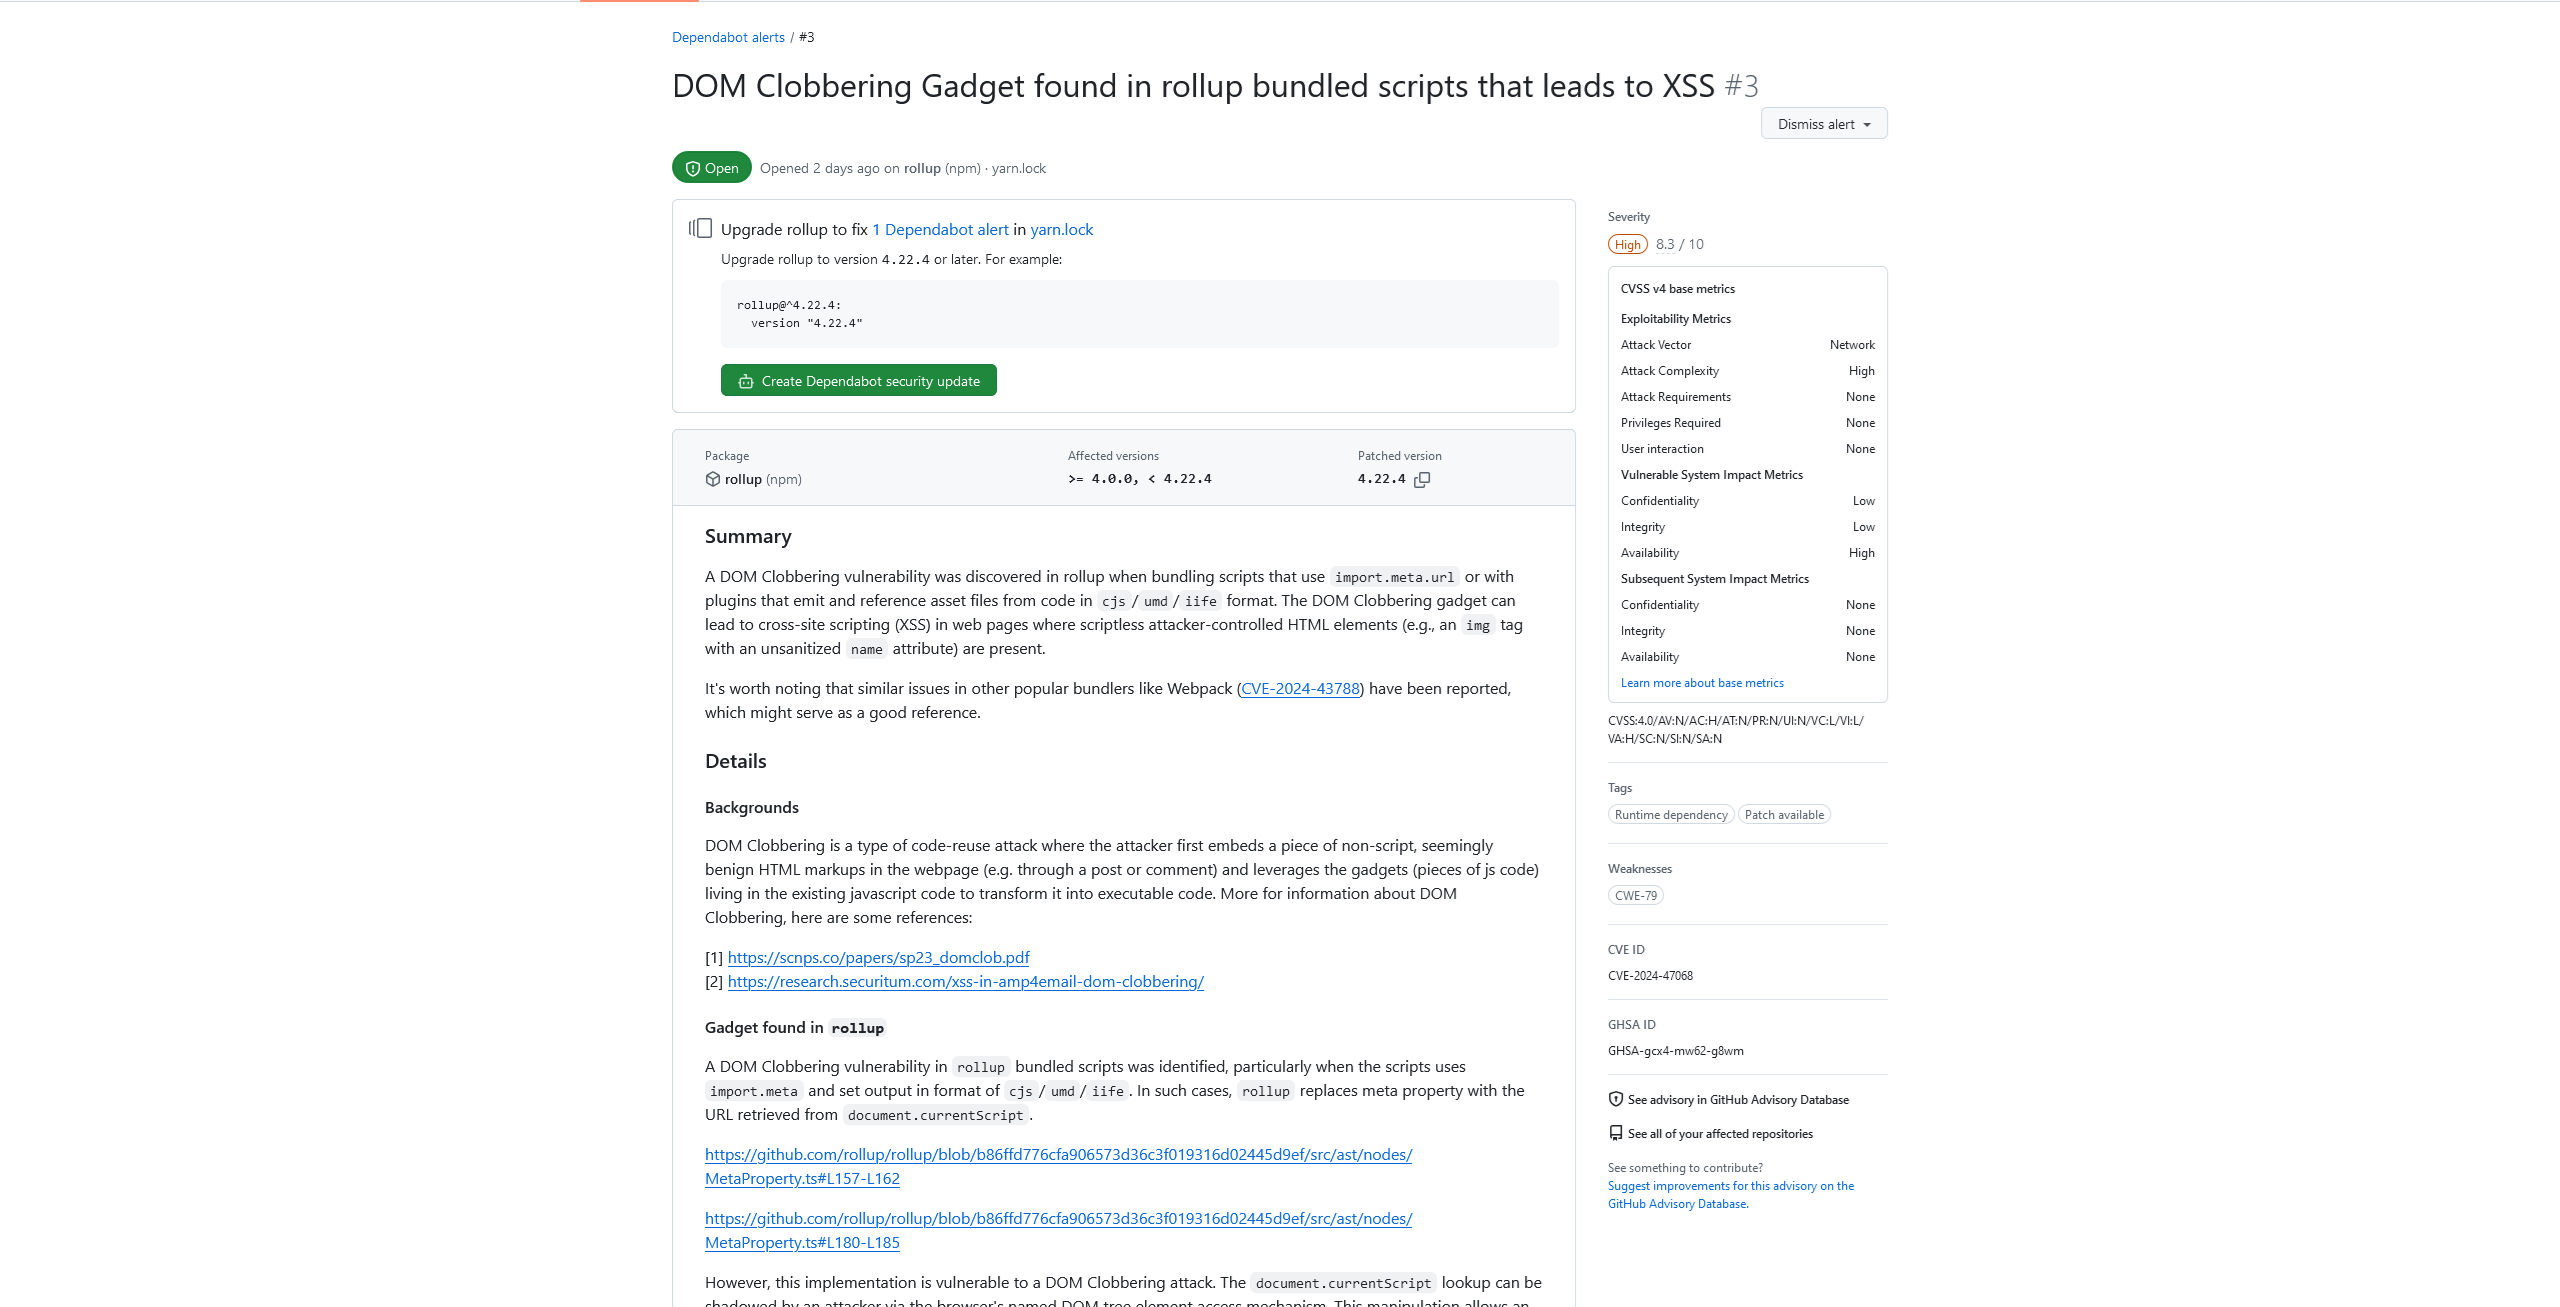 Dependabot alerts / #3
DOM Clobbering Gadget found in rollup bundled scripts that leads to XSS #3
Dismiss alert
Open Opened 2 days ago on rollup (npm) · yarn.lock
Upgrade rollup to fix 1 Dependabot alert in yarn.lock
Upgrade rollup to version 4.22.4 or later. For example:
rollup@^4.22.4:
  version "4.22.4"
Create Dependabot security update
Package Affected versions Patched version
rollup (npm) >= 4.0.0, < 4.22.4 4.22.4
Summary
A DOM Clobbering vulnerability was discovered in rollup when bundling scripts that use import.meta.url or with
plugins that emit and reference asset files from code in cjs/umd/iife format. The DOM Clobbering gadget can
lead to cross-site scripting (XSS) in web pages where scriptless attacker-controlled HTML elements (e.g., an img tag
with an unsanitized name attribute) are present.
It's worth noting that similar issues in other popular bundlers like Webpack (CVE-2024-43788) have been reported,
which might serve as a good reference.
Details
Backgrounds
DOM Clobbering is a type of code-reuse attack where the attacker first embeds a piece of non-script, seemingly
benign HTML markups in the webpage (e.g. through a post or comment) and leverages the gadgets (pieces of js code)
living in the existing javascript code to transform it into executable code. More for information about DOM
Clobbering, here are some references:
[1] https://scnps.co/papers/sp23_domclob.pdf
[2] https://research.securitum.com/xss-in-amp4email-dom-clobbering/
Gadget found in rollup
A DOM Clobbering vulnerability in rollup bundled scripts was identified, particularly when the scripts uses
import.meta and set output in format of cjs/umd/iife. In such cases, rollup replaces meta property with the
URL retrieved from document.currentScript.
https://github.com/rollup/rollup/blob/b86ffd776cfa906573d36c3f019316d02445d9ef/src/ast/nodes/
MetaProperty.ts#L157-L162
https://github.com/rollup/rollup/blob/b86ffd776cfa906573d36c3f019316d02445d9ef/src/ast/nodes/
MetaProperty.ts#L180-L185
However, this implementation is vulnerable to a DOM Clobbering attack. The document.currentScript lookup can be
shadowed by an attacker via the browser's named DOM tree element access mechanism. This manipulation allows an
Severity
High 8.3 / 10
CVSS v4 base metrics
Exploitability Metrics
Attack Vector Network
Attack Complexity High
Attack Requirements None
Privileges Required None
User interaction None
Vulnerable System Impact Metrics
Confidentiality Low
Integrity Low
Availability High
Subsequent System Impact Metrics
Confidentiality None
Integrity None
Availability None
Learn more about base metrics
CVSS:4.0/AV:N/AC:H/AT:N/PR:N/UI:N/VC:L/VI:L/
VA:H/SC:N/SI:N/SA:N
Tags
Runtime dependency Patch available
Weaknesses
CWE-79
CVE ID
CVE-2024-47068
GHSA ID
GHSA-gcx4-mw62-g8wm
See advisory in GitHub Advisory Database
See all of your affected repositories
See something to contribute?
Suggest improvements for this advisory on the
GitHub Advisory Database.